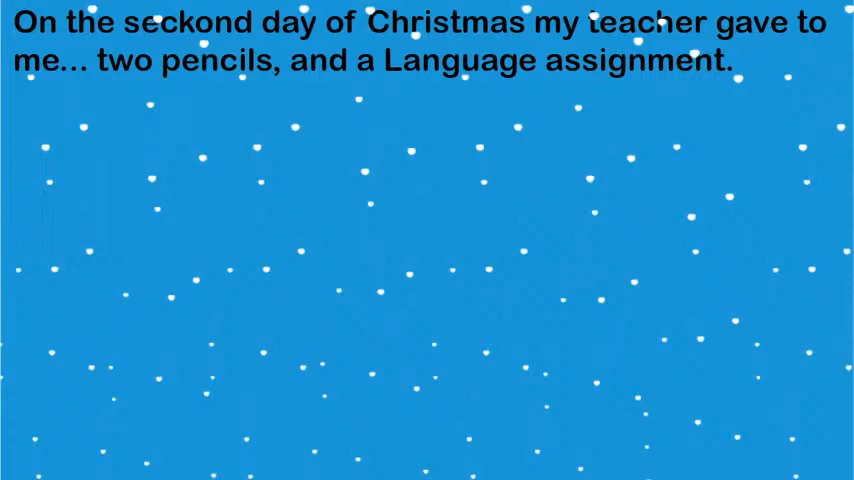 On the seckond day of Christmas my teacher gave to
me... two pencils, and a Language assignment.